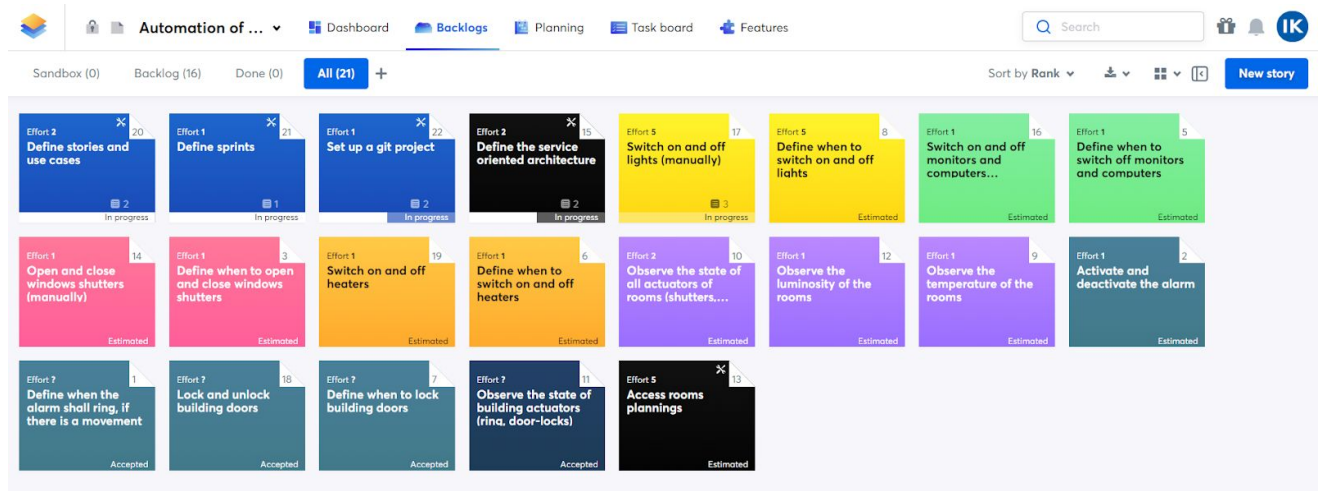 Automation of ... Dashboard Backlogs Planning Task board Features Search IK
Sandbox (0) Backlog (16) Done (0) All (21) + Sort by Rank New story
Effort 2 20
Define stories and
use cases
2
In progress
Effort 1 21
Define sprints
1
In progress
Effort 1 22
Set up a git project
2
In progress
Effort 2 15
Define the service
oriented architecture
2
In progress
Effort 5 17
Switch on and off
lights (manually)
3
In progress
Effort 5 8
Define when to
switch on and off
lights
Estimated
Effort 1 16
Switch on and off
monitors and
computers...
Estimated
Effort 1 5
Define when to
switch off monitors
and computers
Estimated
Effort 1 14
Open and close
windows shutters
(manually)
Estimated
Effort 1 3
Define when to open
and close windows
shutters
Estimated
Effort 1 19
Switch on and off
heaters
Estimated
Effort 1 6
Define when to
switch on and off
heaters
Estimated
Effort 2 10
Observe the state of
all actuators of
rooms (shutters,...
Estimated
Effort 1 12
Observe the
luminosity of the
rooms
Estimated
Effort 1 9
Observe the
temperature of the
rooms
Estimated
Effort 1 2
Activate and
deactivate the alarm
Estimated
Effort ? 1
Define when the
alarm shall ring, if
there is a movement
Accepted
Effort ? 18
Lock and unlock
building doors
Accepted
Effort ? 7
Define when to lock
building doors
Accepted
Effort ? 11
Observe the state of
building actuators
(ring, door-locks)
Accepted
Effort 5 13
Access rooms
plannings
Estimated